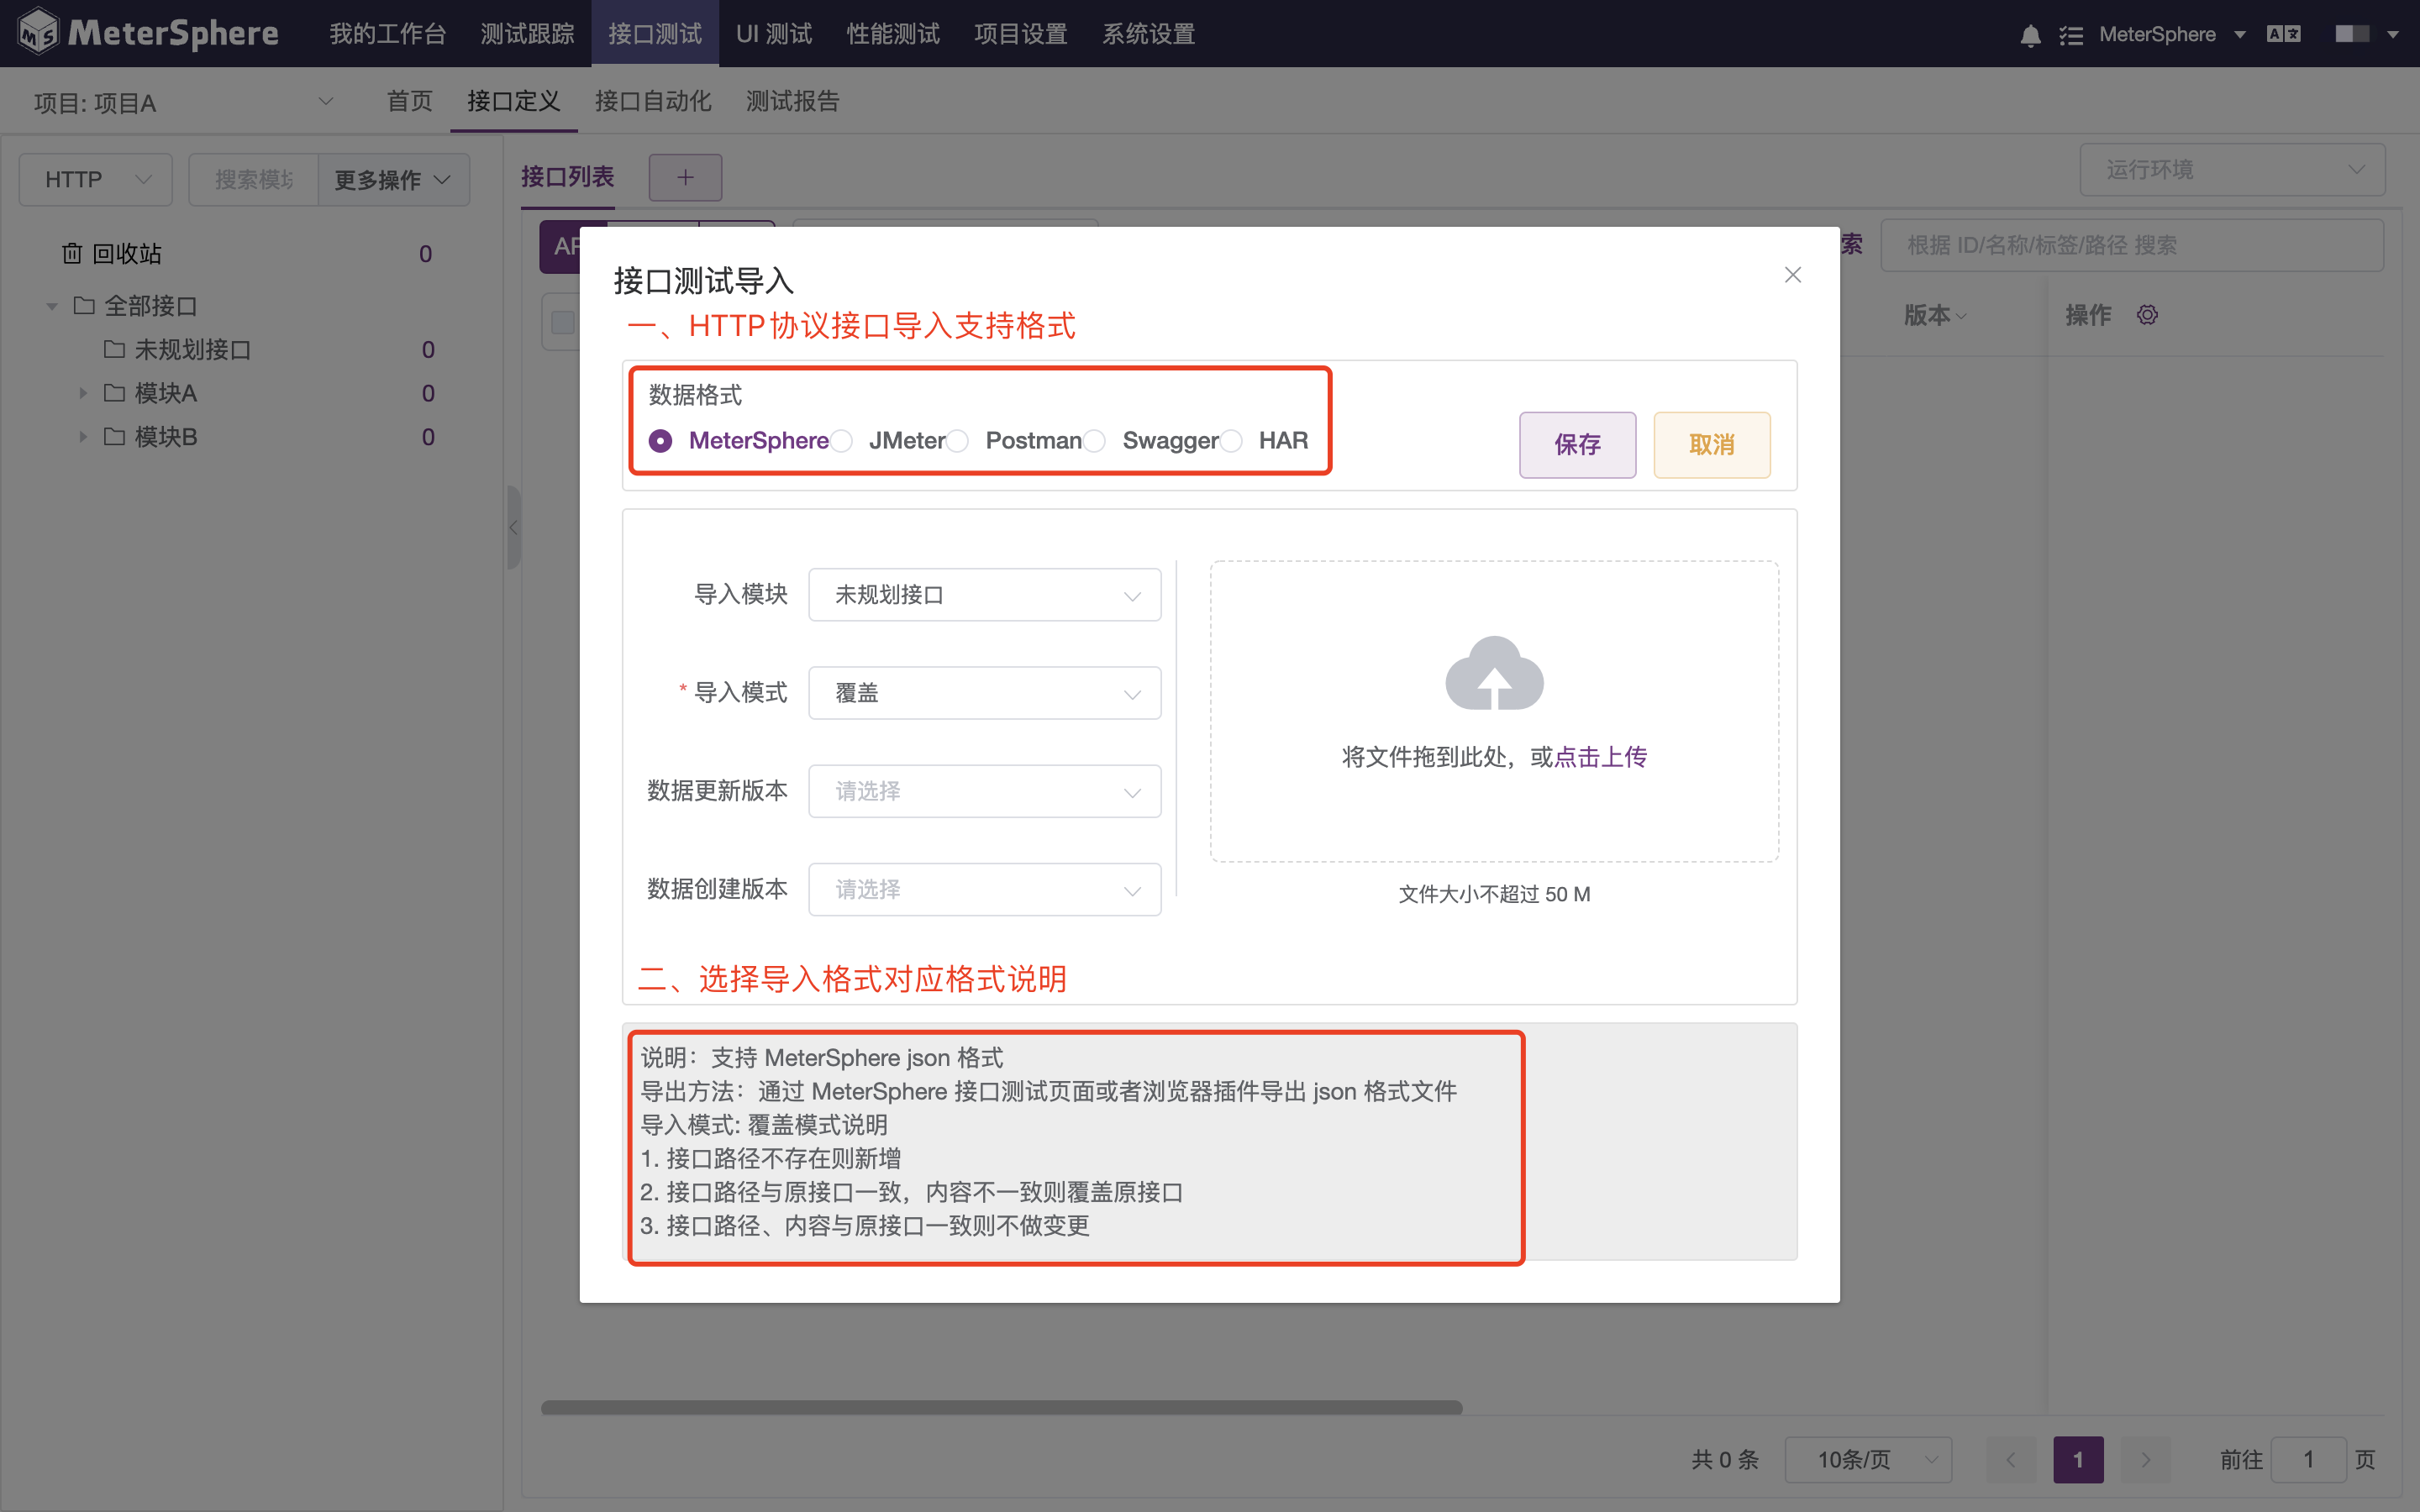 MeterSphere 我的工作台 测试跟踪 接口测试 UI 测试 性能测试 项目设置 系统设置 MeterSphere
项目: 项目A 首页 接口定义 接口自动化 测试报告
HTTP 搜索模块 更多操作 接口列表 + 运行环境
回收站 0
全部接口
未规划接口 0
模块A 0
模块B 0
索 根据 ID/名称/标签/路径 搜索
版本 操作
接口测试导入
一、HTTP协议接口导入支持格式
数据格式
MeterSphere JMeter Postman Swagger HAR
保存 取消
导入模块 未规划接口
* 导入模式 覆盖
数据更新版本 请选择
数据创建版本 请选择
将文件拖到此处，或点击上传
文件大小不超过 50 M
二、选择导入格式对应格式说明
说明：支持 MeterSphere json 格式
导出方法：通过 MeterSphere 接口测试页面或者浏览器插件导出 json 格式文件
导入模式: 覆盖模式说明
1. 接口路径不存在则新增
2. 接口路径与原接口一致，内容不一致则覆盖原接口
3. 接口路径、内容与原接口一致则不做变更
共 0 条 10条/页 1 前往 1 页